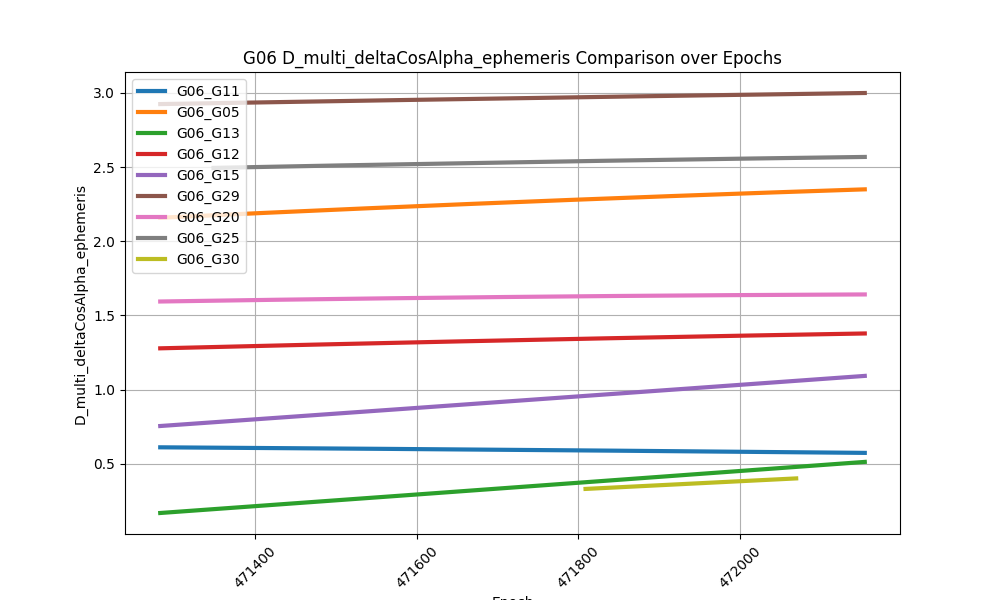 G06 D_multi_deltaCosAlpha_ephemeris Comparison over Epochs
D_multi_deltaCosAlpha_ephemeris
3.0
2.5
2.0
1.5
1.0
0.5
G06_G11
G06_G05
G06_G13
G06_G12
G06_G15
G06_G29
G06_G20
G06_G25
G06_G30
471400
471600
471800
472000
Epoch